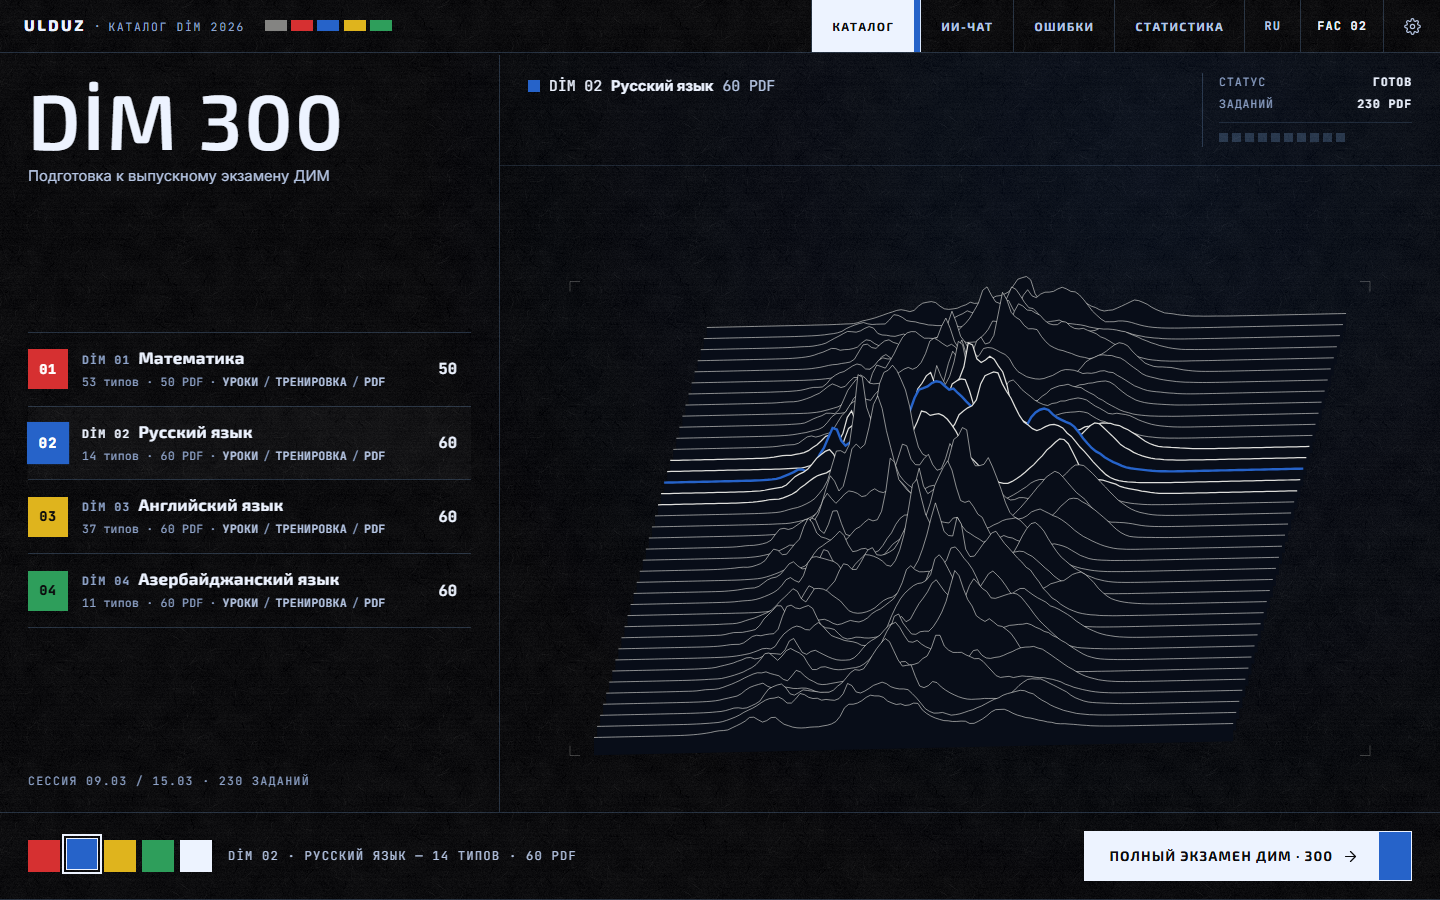 ULDUZ · КАТАЛОГ DİM 2026
КАТАЛОГ
ИИ-ЧАТ
ОШИБКИ
СТАТИСТИКА
RU
FAC 02
DİM 300
Подготовка к выпускному экзамену ДИМ
01
DİM 01 Математика
53 типов · 50 PDF · УРОКИ / ТРЕНИРОВКА / PDF
50
02
DİM 02 Русский язык
14 типов · 60 PDF · УРОКИ / ТРЕНИРОВКА / PDF
60
03
DİM 03 Английский язык
37 типов · 60 PDF · УРОКИ / ТРЕНИРОВКА / PDF
60
04
DİM 04 Азербайджанский язык
11 типов · 60 PDF · УРОКИ / ТРЕНИРОВКА / PDF
60
СЕССИЯ 09.03 / 15.03 · 230 ЗАДАНИЙ
DİM 02 Русский язык 60 PDF
СТАТУС ГОТОВ
ЗАДАНИЙ 230 PDF
DİM 02 · РУССКИЙ ЯЗЫК — 14 ТИПОВ · 60 PDF
ПОЛНЫЙ ЭКЗАМЕН ДИМ · 300 →